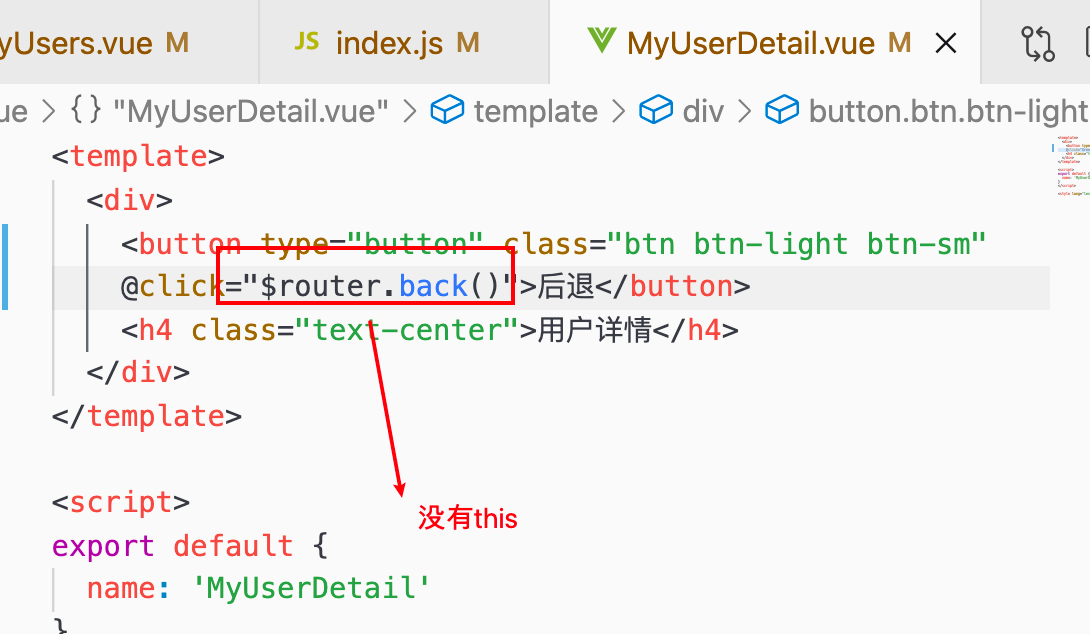 yUsers.vue M JS index.js M MyUserDetail.vue M
ue > {} "MyUserDetail.vue" > template > div > button.btn.btn-light
<template>
<div>
<button type="button" class="btn btn-light btn-sm"
@click="$router.back()">后退</button>
<h4 class="text-center">用户详情</h4>
</div>
</template>
<script>
没有this
export default {
name: 'MyUserDetail'
}